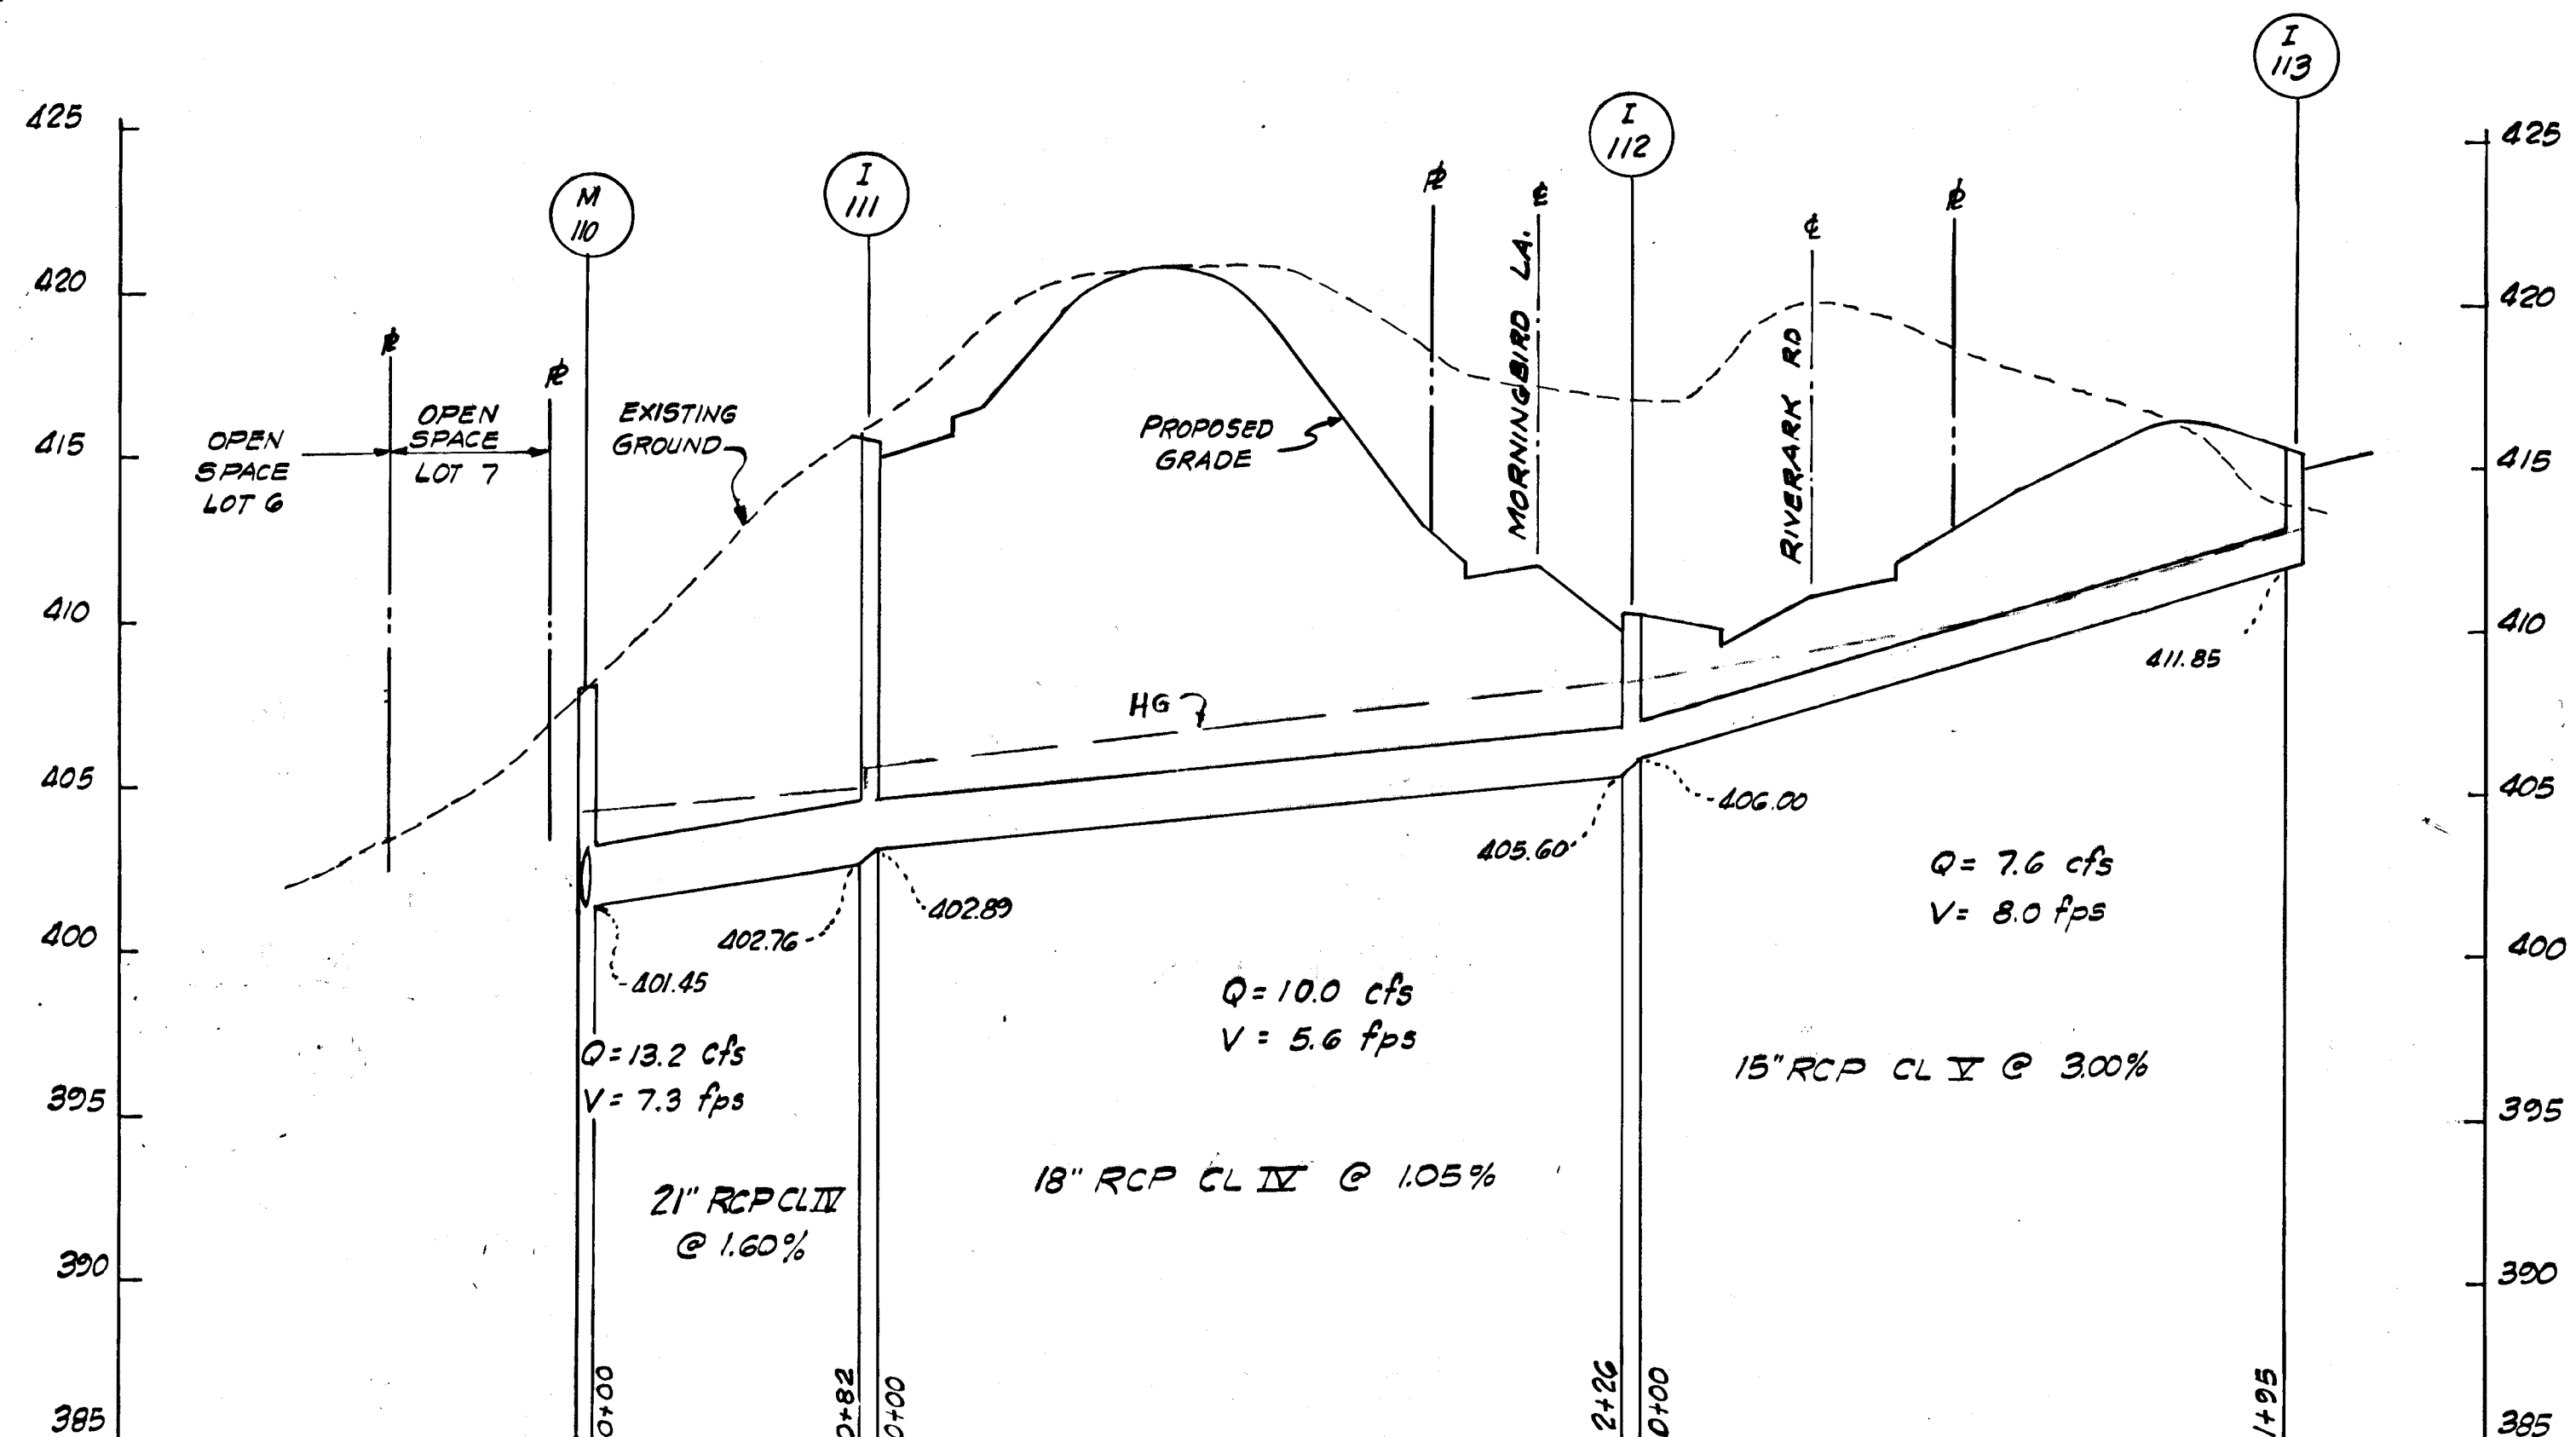 I
113
I
112
425
425
I
111
M
110
℄
℄
420
420
MORNINGBIRD LA.
RIVERARK RD
OPEN
SPACE
LOT 7
EXISTING
GROUND
PROPOSED
GRADE
OPEN
SPACE
LOT 6
415
415
410
410
411.85
HG
405
405
406.00
405.60
402.89
402.76
401.45
400
400
Q= 7.6 cfs
V= 8.0 fps
Q=10.0 cfs
V= 5.6 fps
Q=13.2 cfs
V=7.3 fps
15" RCP CL V @ 3.00%
395
395
18" RCP CL IV @ 1.05%
21" RCP CL IV
@ 1.60%
390
390
0+00
0+82
0+00
2+26
0+00
1+95
385
385